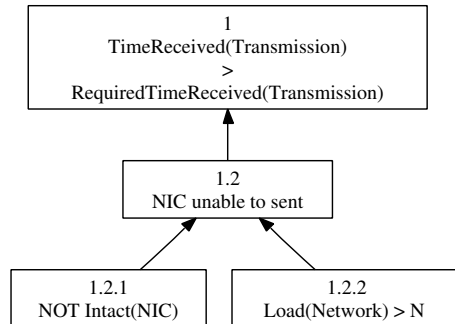 1
TimeReceived(Transmission)
>
RequiredTimeReceived(Transmission)
1.2
NIC unable to sent
1.2.1
NOT Intact(NIC)
1.2.2
Load(Network) > N